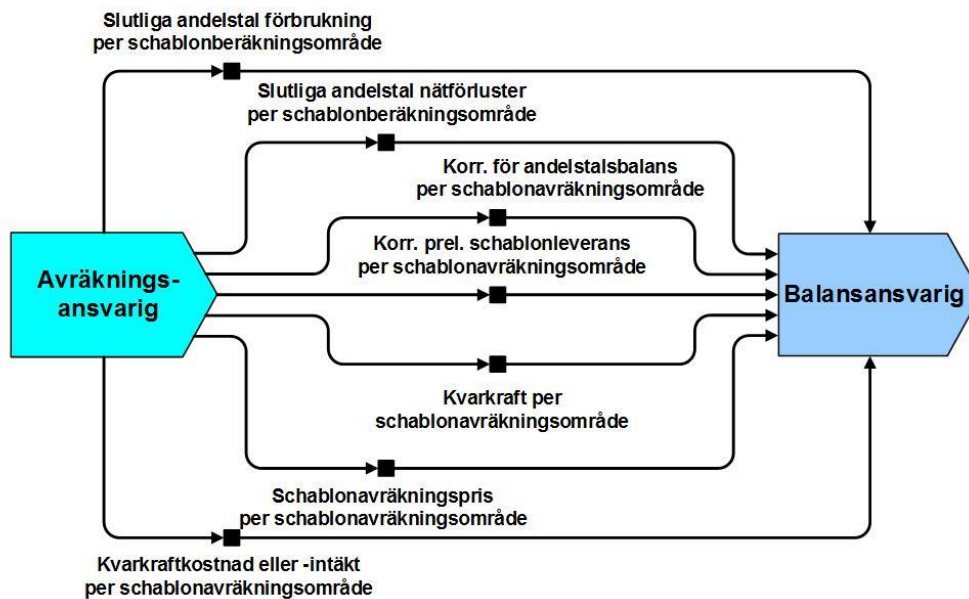 Slutliga andelstal förbrukning
per schablonberäkningsområde
Slutliga andelstal nätförluster
per schablonberäkningsområde
Korr. för andelstalsbalans
per schablonavräkningsområde
Korr. prel. schablonleverans
per schablonavräkningsområde
Avräknings-
ansvarig
Balansansvarig
Kvarkraft per
schablonavräkningsområde
Schablonavräkningspris
per schablonavräkningsområde
Kvarkraftkostnad eller -intäkt
per schablonavräkningsområde